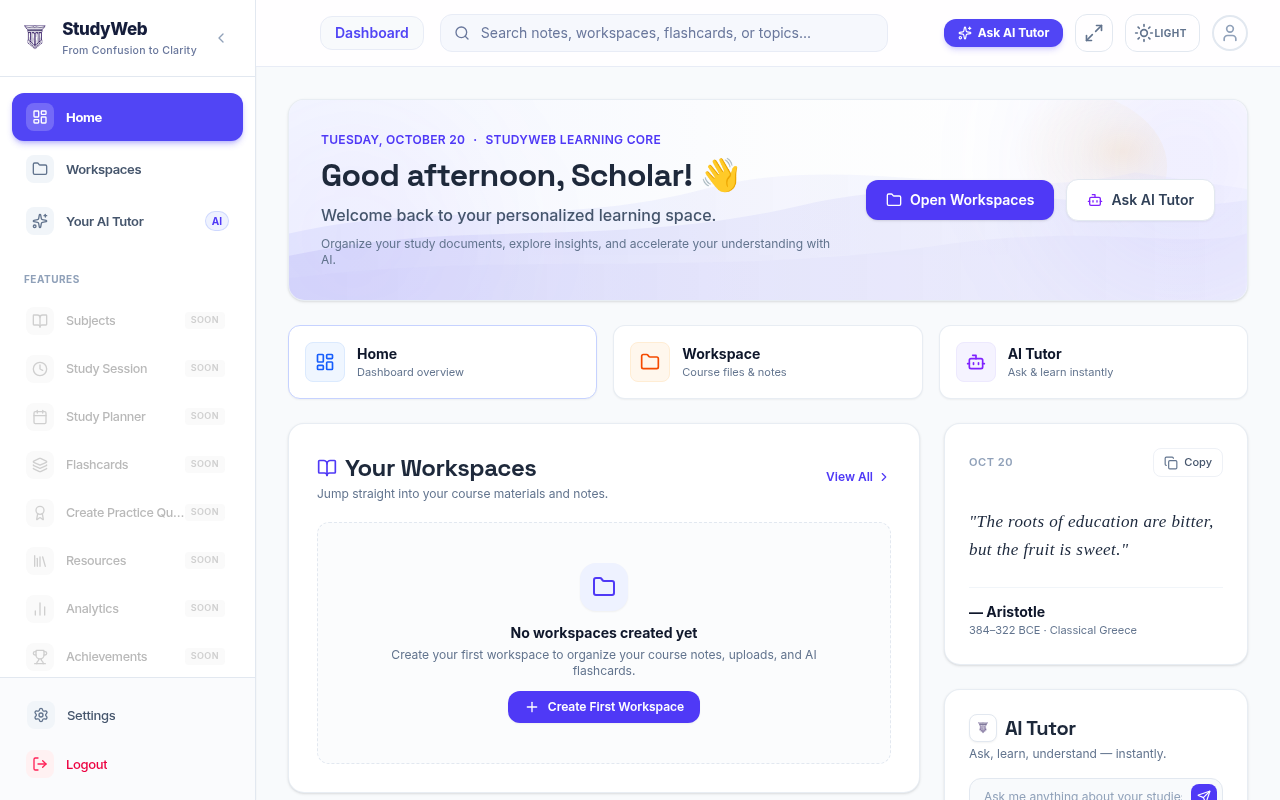 StudyWeb
From Confusion to Clarity
Home
Workspaces
Your AI Tutor AI
FEATURES
Subjects SOON
Study Session SOON
Study Planner SOON
Flashcards SOON
Create Practice Qu... SOON
Resources SOON
Analytics SOON
Achievements SOON
Settings
Logout
Dashboard
Search notes, workspaces, flashcards, or topics...
Ask AI Tutor
LIGHT
TUESDAY, OCTOBER 20 · STUDYWEB LEARNING CORE
Good afternoon, Scholar! 👋
Welcome back to your personalized learning space.
Organize your study documents, explore insights, and accelerate your understanding with
AI.
Open Workspaces
Ask AI Tutor
Home
Dashboard overview
Workspace
Course files & notes
AI Tutor
Ask & learn instantly
Your Workspaces
Jump straight into your course materials and notes.
View All
No workspaces created yet
Create your first workspace to organize your course notes, uploads, and AI
flashcards.
Create First Workspace
OCT 20
Copy
"The roots of education are bitter,
but the fruit is sweet."
— Aristotle
384–322 BCE · Classical Greece
AI Tutor
Ask, learn, understand — instantly.
Ask me anything about your studie